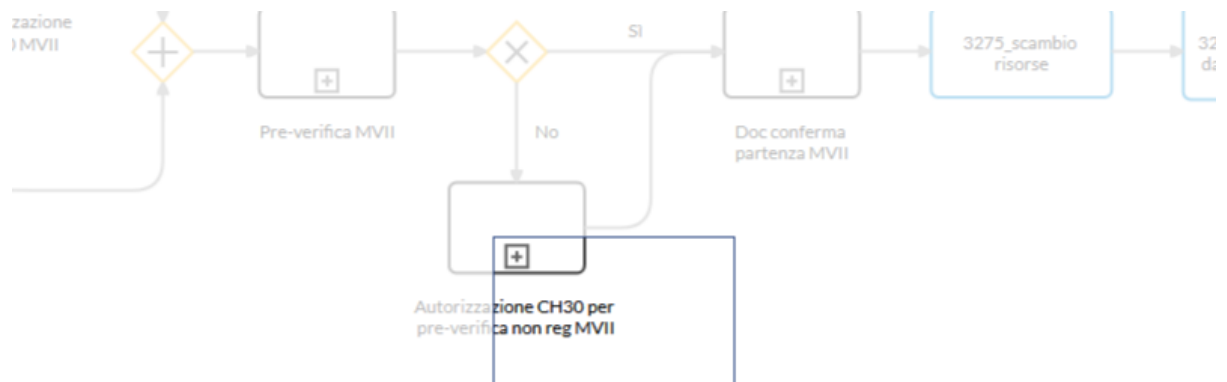 zazione
) MVII
Pre-verifica MVII
Si
No
Doc conferma
partenza MVII
3275_scambio
risorse
32
da
Autorizzazione CH30 per
pre-verifica non reg MVII